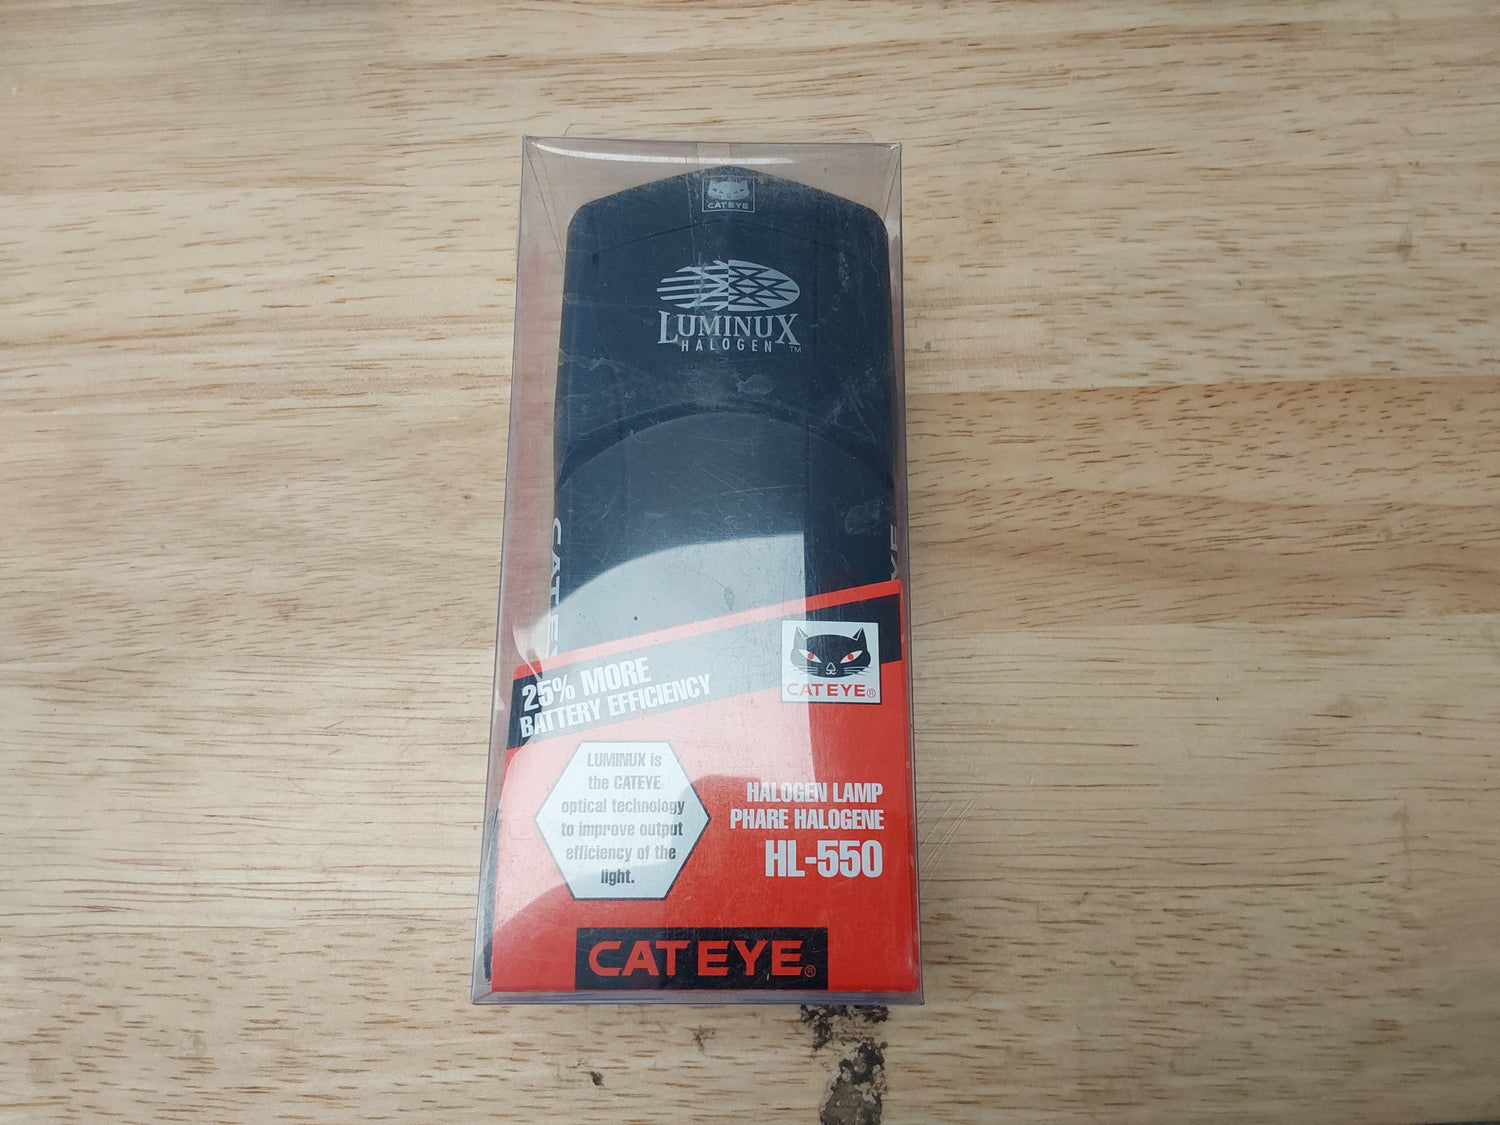 CATEYE
LUMINUX
HALOGEN TM
CATEYE
25% MORE
BATTERY EFFICIENCY
CATEYE®
LUMINUX is
the CATEYE
optical technology
to improve output
efficiency of the
light.
HALOGEN LAMP
PHARE HALOGENE
HL-550
CATEYE®